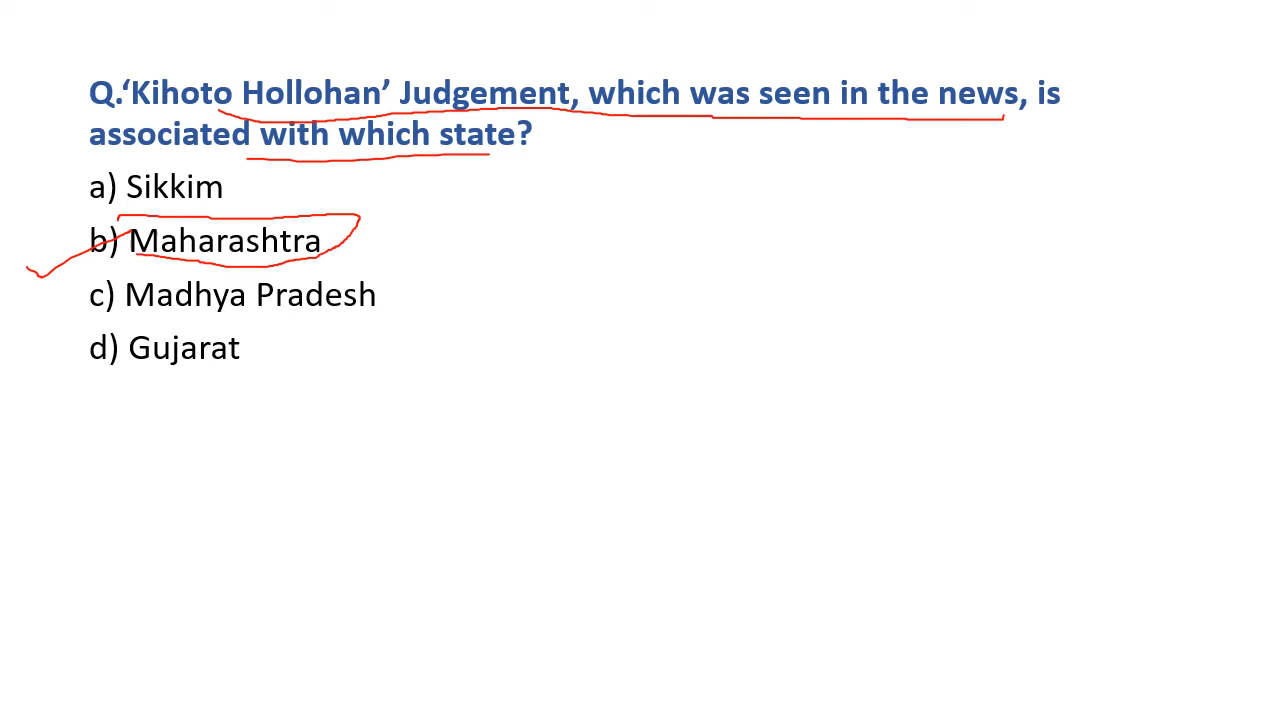 Q.‘Kihoto Hollohan’ Judgement, which was seen in the news, is
associated with which state?
a) Sikkim
b) Maharashtra
c) Madhya Pradesh
d) Gujarat